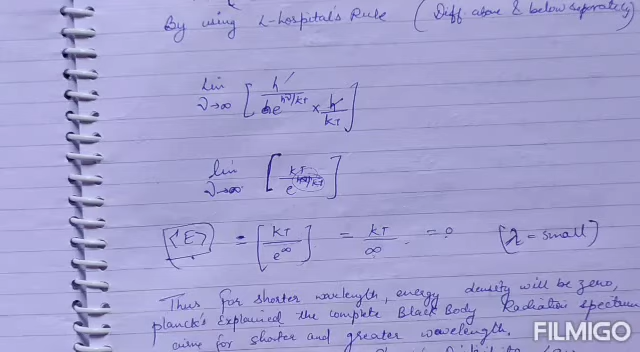 By using L-Hospital's Rule ( Diff. above & below separately )
Lim ν→∞ [ h / e^hν/kT × h/kT ]
lim ν→∞ [ kT / e^hν/kT ]
[<E>] = [ kT / e^∞ ] = kT / ∞ = 0 [ λ = small ]
Thus for shorter wavelength, energy density will be zero,
planck's Explained the complete Black Body Radiation spectrum
for shorter and greater wavelength.
FILMIGO